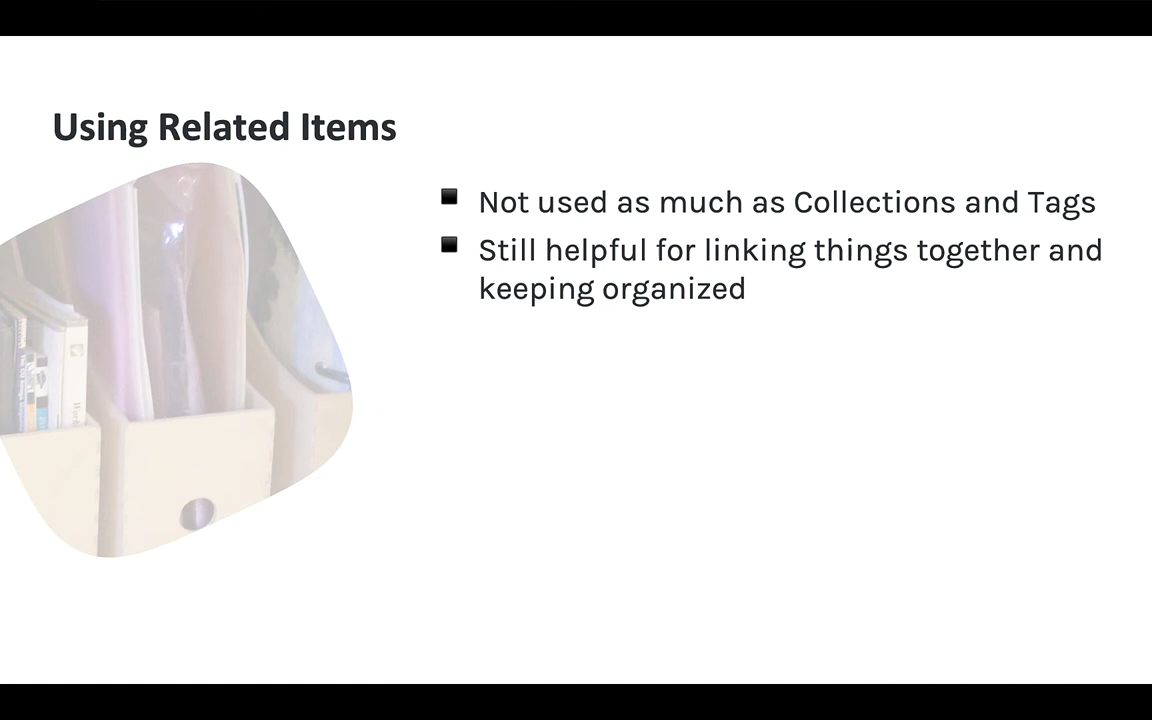 Using Related Items
Not used as much as Collections and Tags
Still helpful for linking things together and
keeping organized